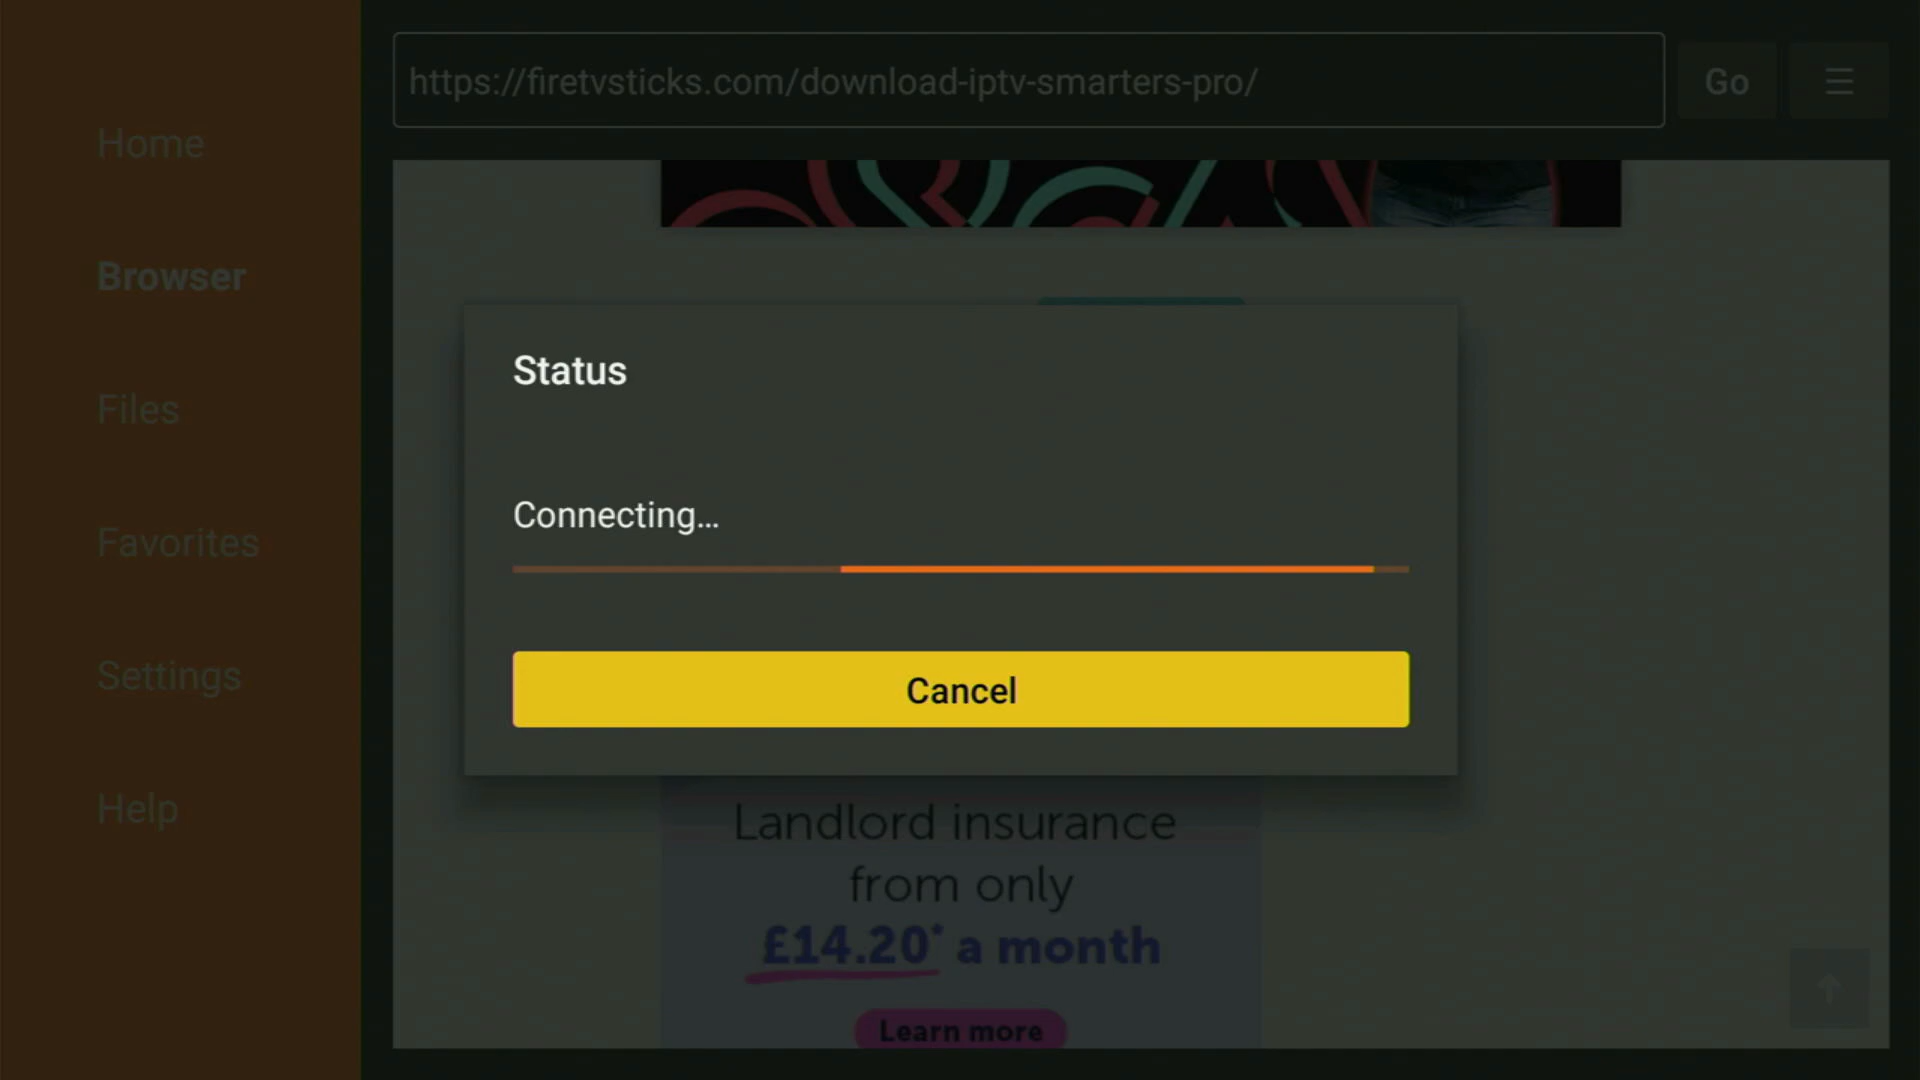 https://firetvsticks.com/download-iptv-smarters-pro/
Go
Home
Browser
Files
Favorites
Settings
Help
Status
Connecting...
Cancel
Landlord insurance
from only
£14.20* a month
Learn more